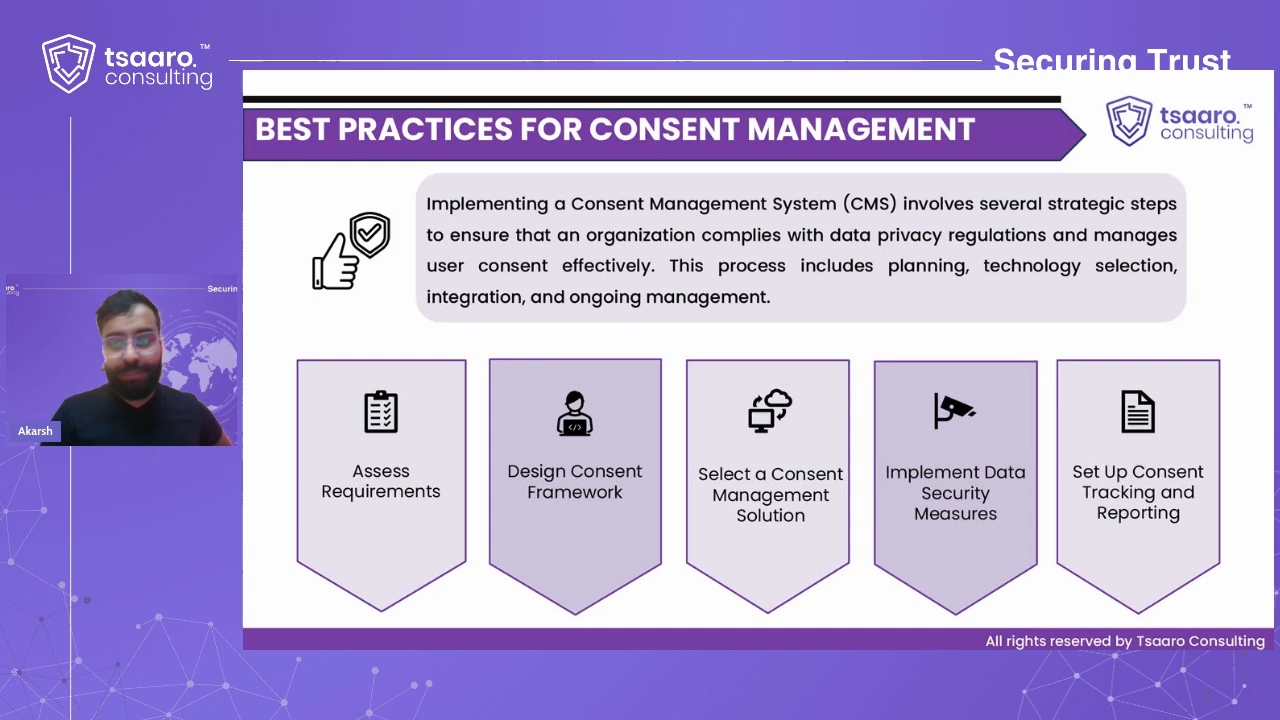 tsaaro.™
consulting
Securing Trust
BEST PRACTICES FOR CONSENT MANAGEMENT
tsaaro.™
consulting
Implementing a Consent Management System (CMS) involves several strategic steps
to ensure that an organization complies with data privacy regulations and manages
user consent effectively. This process includes planning, technology selection,
integration, and ongoing management.
Securin
Akarsh
Assess
Requirements
Design Consent
Framework
</>
Select a Consent
Management
Solution
Implement Data
Security
Measures
Set Up Consent
Tracking and
Reporting
All rights reserved by Tsaaro Consulting